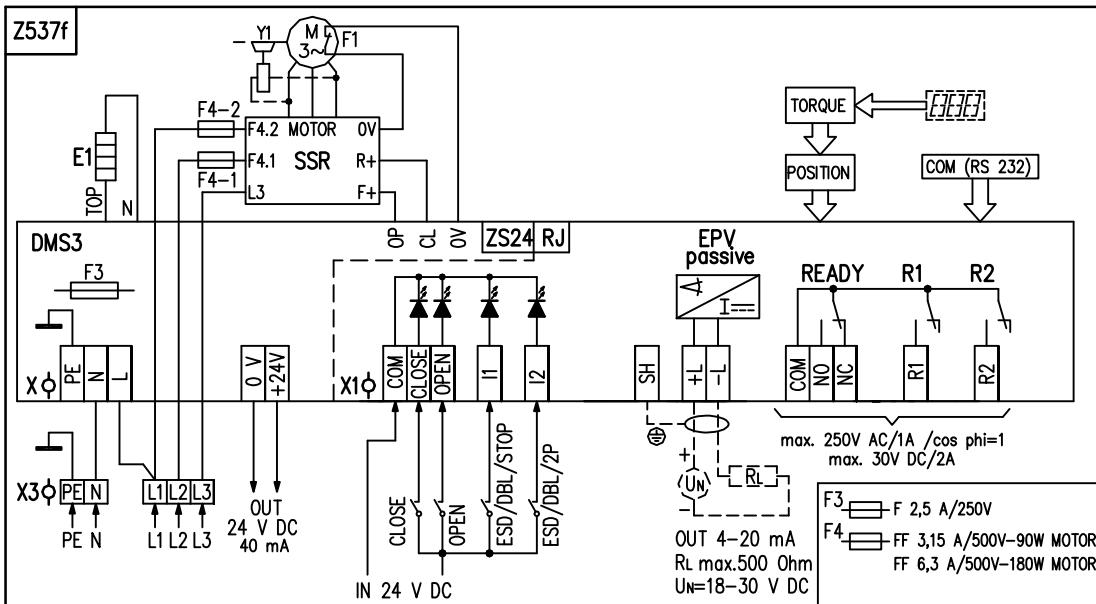 Z537f
Y1
M
3~
F1
F4-2
F4.2 MOTOR 0V
E1
F4.1 SSR R+
F4-1
L3 F+
TOP
N
TORQUE
POSITION
COM (RS 232)
DMS3
OP
CL
0V
ZS24 RJ
EPV
passive
F3
READY R1 R2
I
X
PE
N
L
0 V
+24V
X1
COM
CLOSE
OPEN
I1
I2
SH
+L
-L
COM
NO
NC
R1
R2
max. 250V AC/1A /cos phi=1
max. 30V DC/2A
X3
PE N
L1 L2 L3
PE N
L1 L2 L3
OUT
24 V DC
40 mA
CLOSE
OPEN
ESD/DBL/STOP
ESD/DBL/2P
IN 24 V DC
+
UN
-
RL
OUT 4-20 mA
RL max.500 Ohm
UN=18-30 V DC
F3 F 2,5 A/250V
F4 FF 3,15 A/500V-90W MOTOR
FF 6,3 A/500V-180W MOTOR